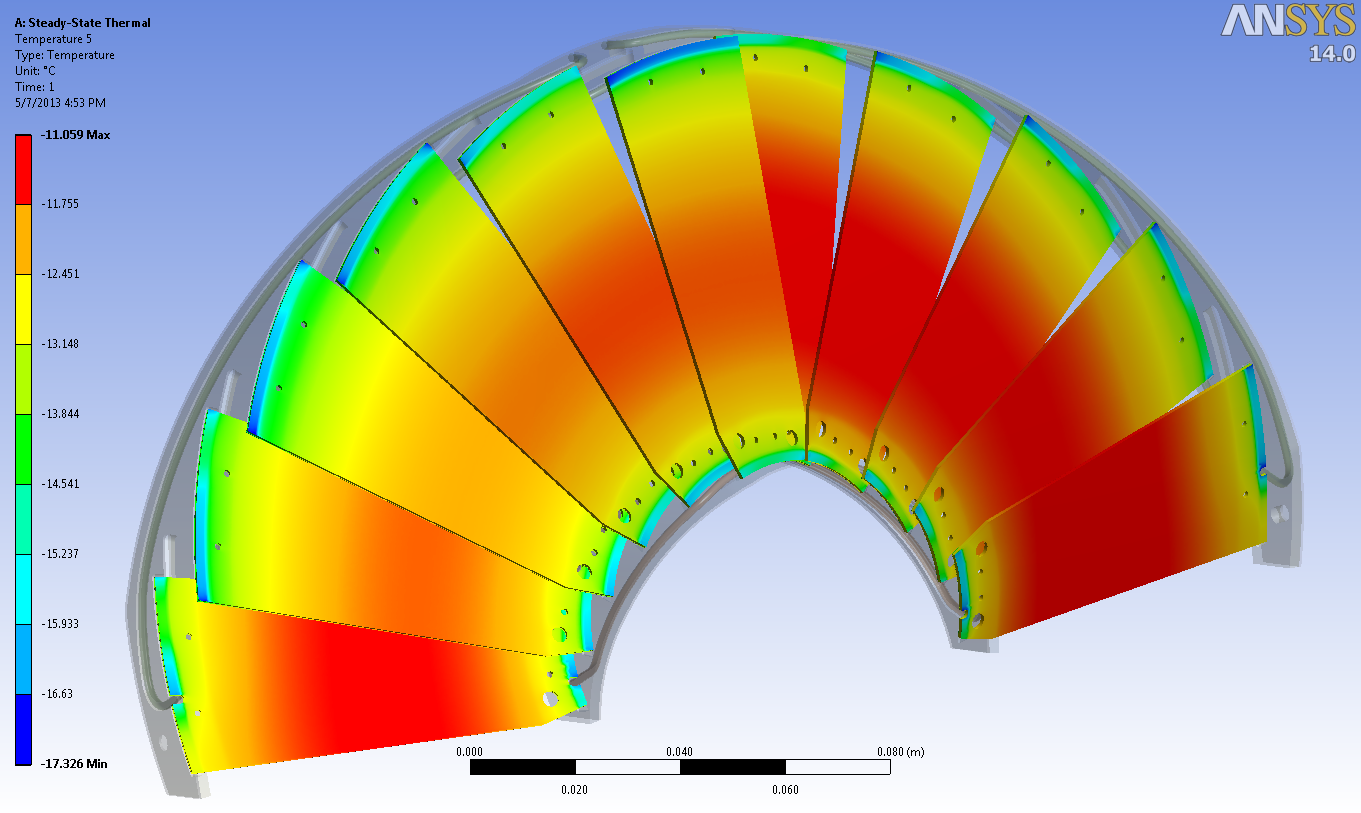 A: Steady-State Thermal
Temperature 5
Type: Temperature
Unit: °C
Time: 1
5/7/2013 4:53 PM
ANSYS
14.0
-11.059 Max
-11.755
-12.451
-13.148
-13.844
-14.541
-15.237
-15.933
-16.63
-17.326 Min
0.000 0.040 0.080 (m)
0.020 0.060